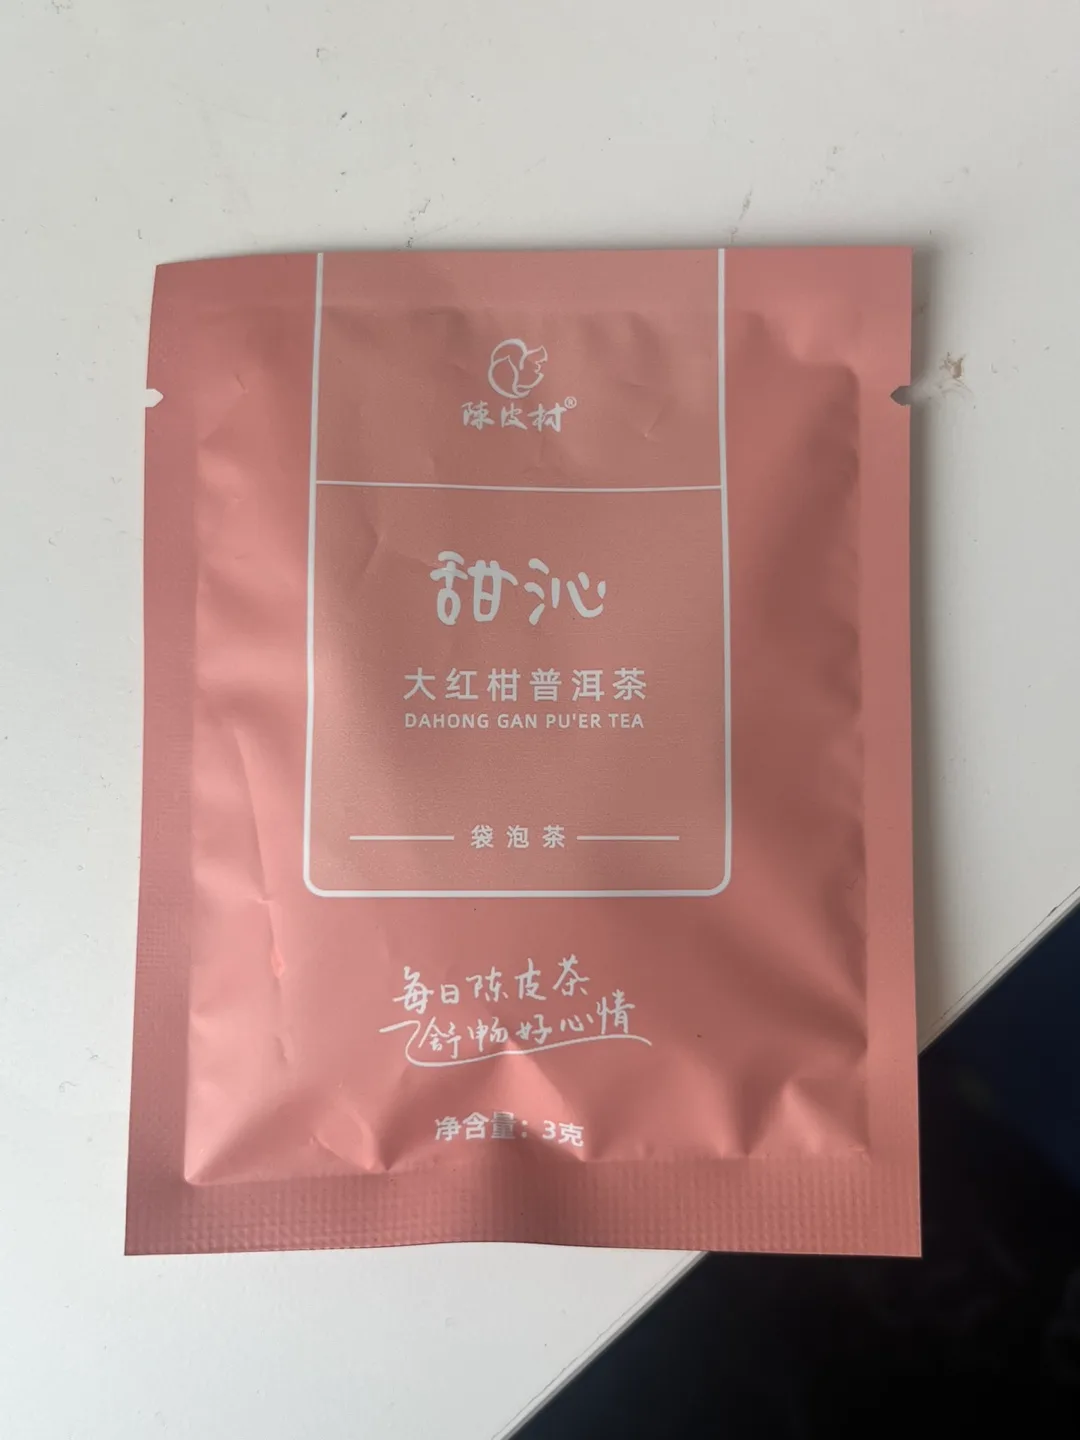 陳皮村®
甜沁
大红柑普洱茶
DAHONG GAN PU'ER TEA
袋泡茶
每日陈皮茶
舒畅好心情
净含量：3克